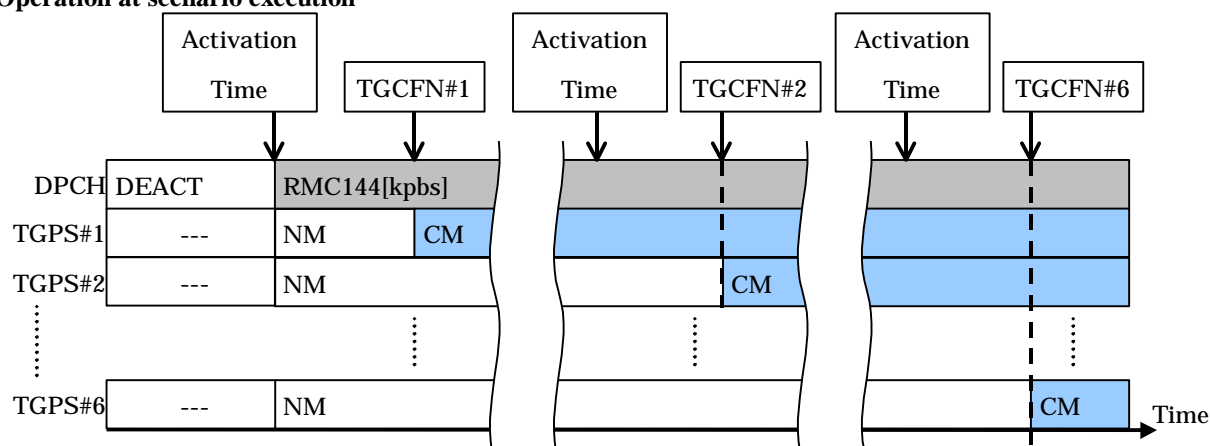 Operation at scenario execution
Activation
Time
TGCFN#1
Activation
Time
TGCFN#2
Activation
Time
TGCFN#6
DPCH
DEACT
RMC144[kpbs]
TGPS#1
---
NM
CM
TGPS#2
---
NM
CM
TGPS#6
---
NM
CM
Time